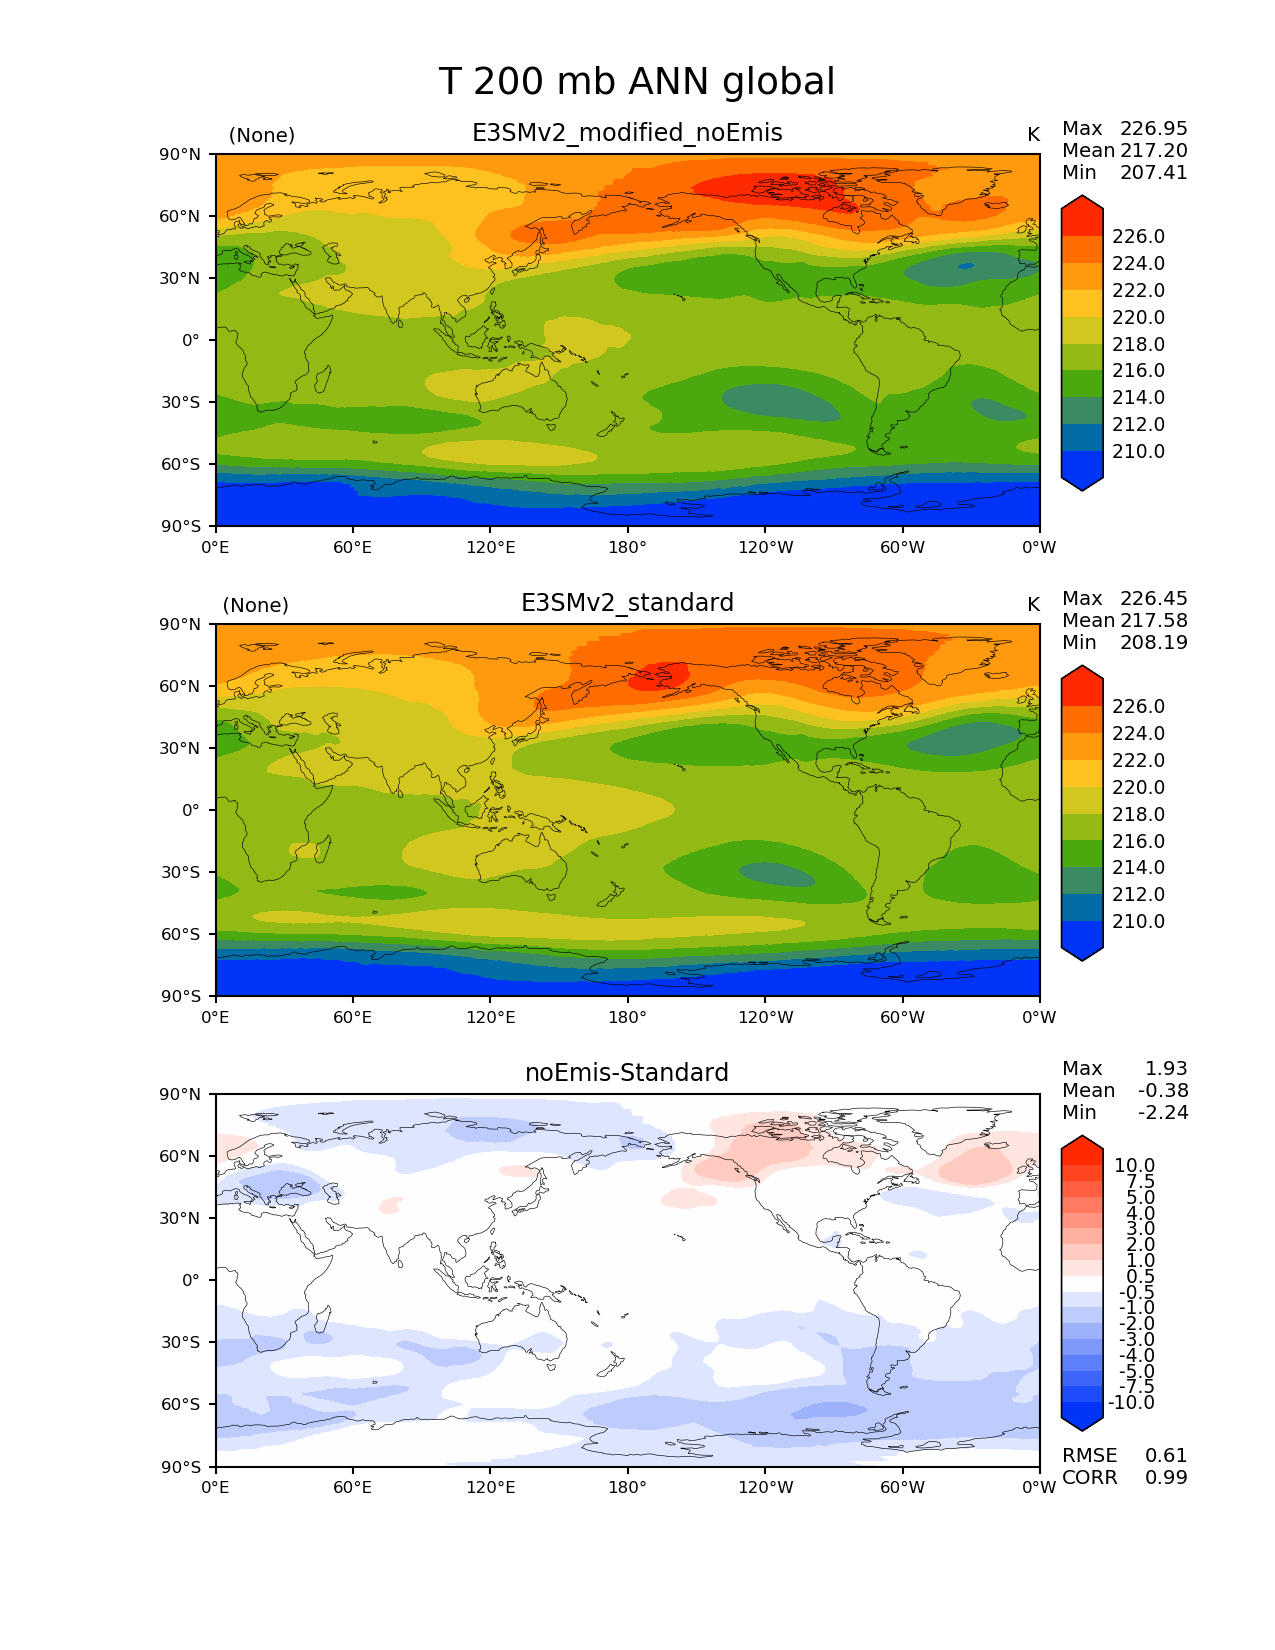 T 200 mb ANN global
(None) E3SMv2_modified_noEmis K
Max 226.95
Mean 217.20
Min 207.41
90°N
60°N
30°N
0°
30°S
60°S
90°S
0°E 60°E 120°E 180° 120°W 60°W 0°W
226.0
224.0
222.0
220.0
218.0
216.0
214.0
212.0
210.0
(None) E3SMv2_standard K
Max 226.45
Mean 217.58
Min 208.19
90°N
60°N
30°N
0°
30°S
60°S
90°S
0°E 60°E 120°E 180° 120°W 60°W 0°W
226.0
224.0
222.0
220.0
218.0
216.0
214.0
212.0
210.0
noEmis-Standard
Max 1.93
Mean -0.38
Min -2.24
90°N
60°N
30°N
0°
30°S
60°S
90°S
0°E 60°E 120°E 180° 120°W 60°W 0°W
10.0
7.5
5.0
4.0
3.0
2.0
1.0
0.5
-0.5
-1.0
-2.0
-3.0
-4.0
-5.0
-7.5
-10.0
RMSE 0.61
CORR 0.99